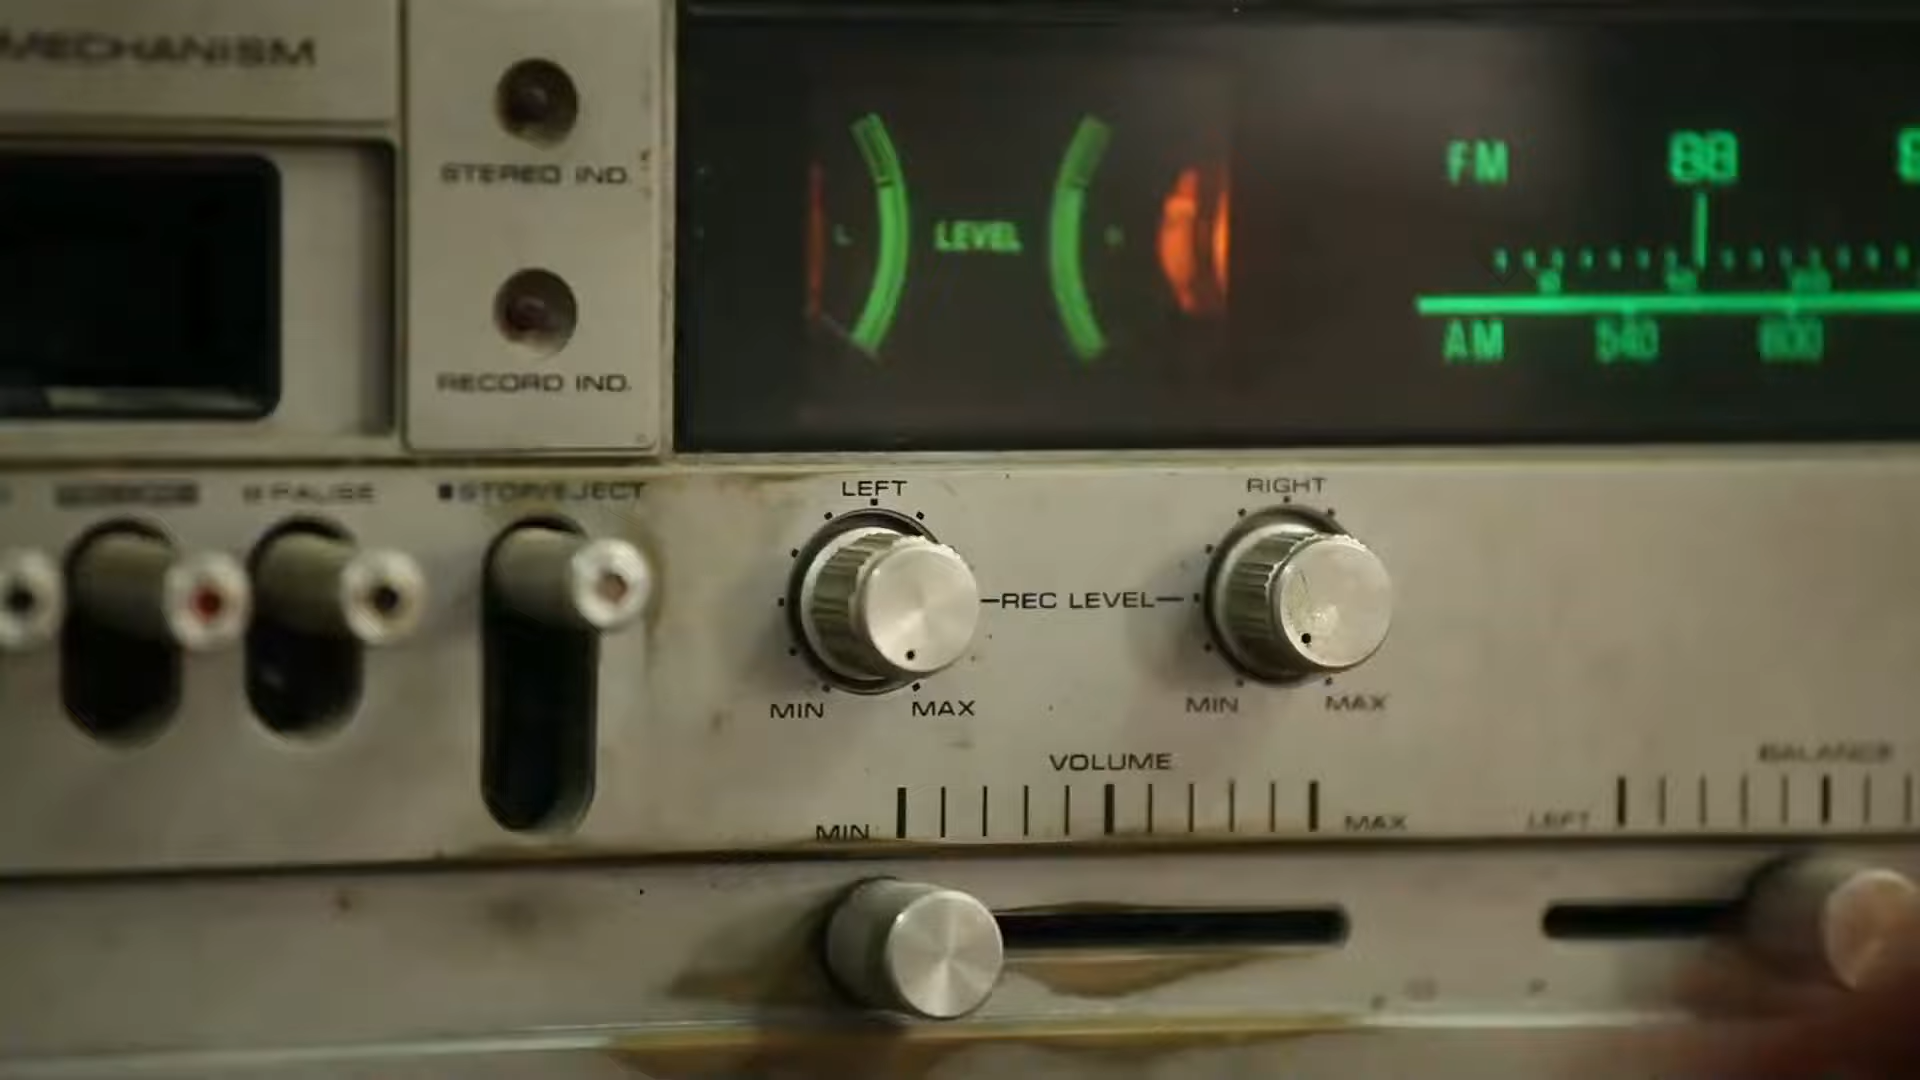 MECHANISM
STEREO IND.
RECORD IND.
L LEVEL
FM 88
AM 540 600
PAUSE
STOP/EJECT
LEFT
RIGHT
REC LEVEL
MIN MAX
MIN MAX
VOLUME
MIN MAX
BALANCE
LEFT